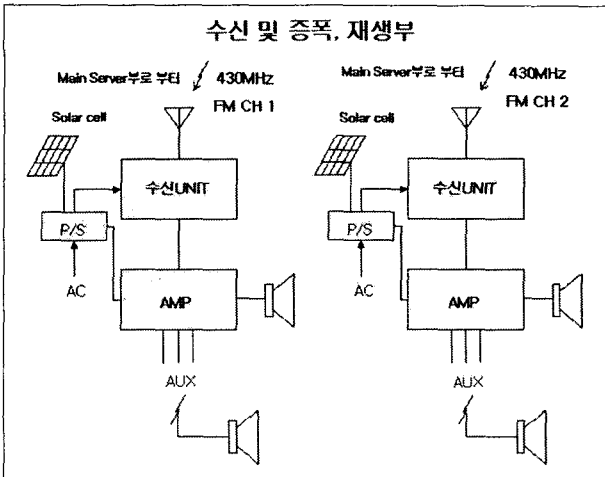 수신 및 증폭, 재생부
Main Server부로 부터
430MHz
FM CH 1
Solar cell
수신UNIT
P/S
AC
AMP
AUX
Main Server부로 부터
430MHz
FM CH 2
Solar cell
수신UNIT
P/S
AC
AMP
AUX